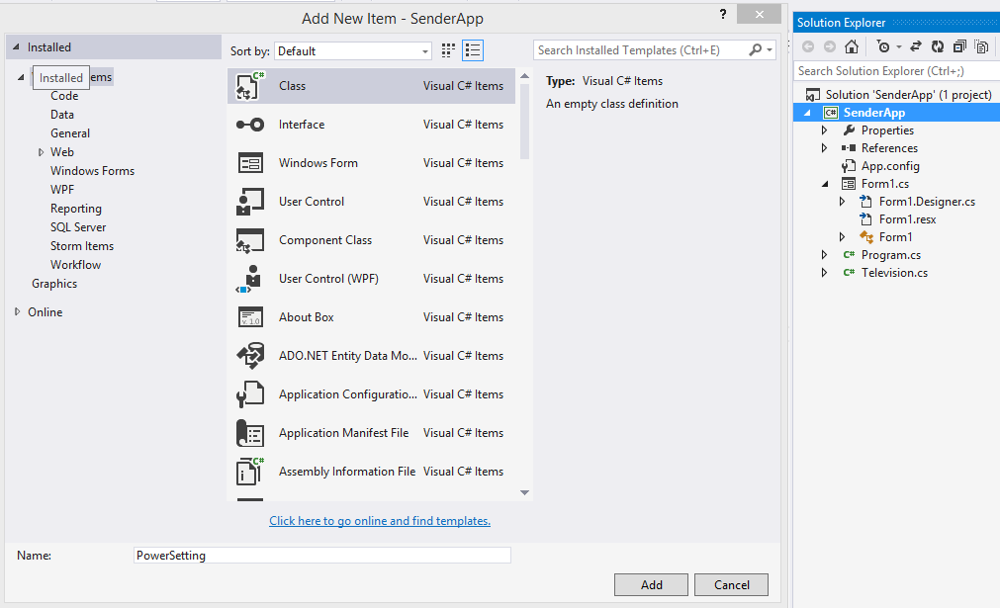 Add New Item - SenderApp
?
Installed
Installed
ems
Code
Data
General
Web
Windows Forms
WPF
Reporting
SQL Server
Storm Items
Workflow
Graphics
Online
Sort by: Default
Search Installed Templates (Ctrl+E)
Class Visual C# Items
Interface Visual C# Items
Windows Form Visual C# Items
User Control Visual C# Items
Component Class Visual C# Items
User Control (WPF) Visual C# Items
About Box Visual C# Items
ADO.NET Entity Data Mo... Visual C# Items
Application Configuratio... Visual C# Items
Application Manifest File Visual C# Items
Assembly Information File Visual C# Items
Click here to go online and find templates.
Type: Visual C# Items
An empty class definition
Name: PowerSetting
Add Cancel
Solution Explorer
Search Solution Explorer (Ctrl+;)
Solution 'SenderApp' (1 project)
C# SenderApp
Properties
References
App.config
Form1.cs
Form1.Designer.cs
Form1.resx
Form1
C# Program.cs
C# Television.cs